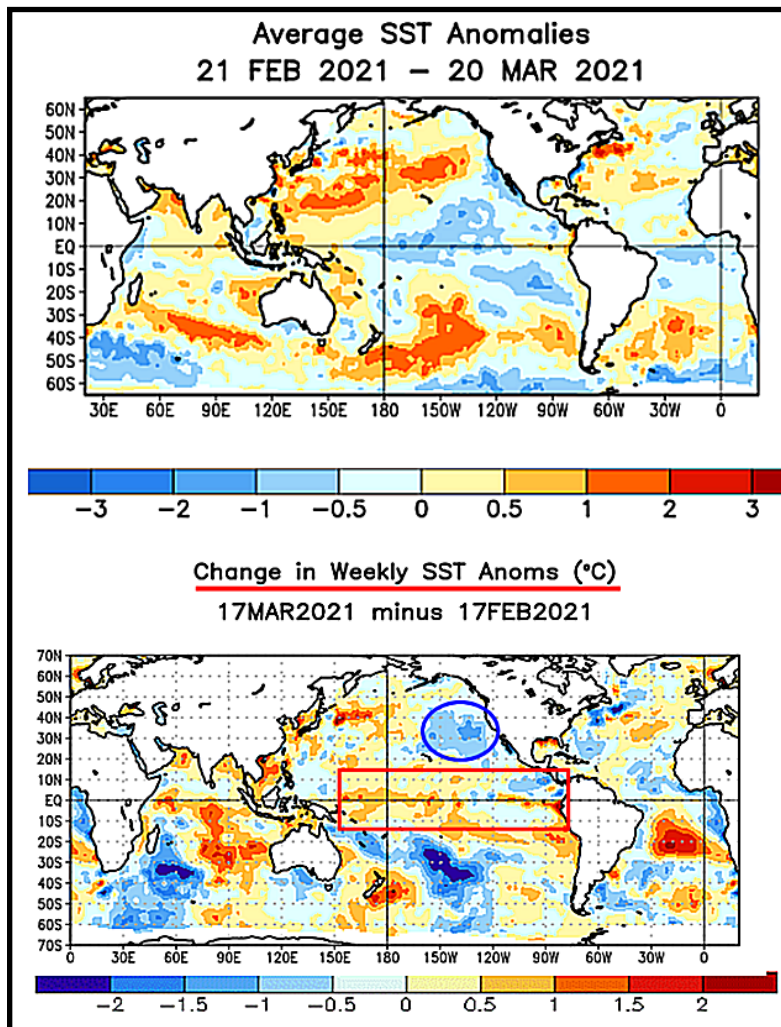 Average SST Anomalies
21 FEB 2021 – 20 MAR 2021
60N
50N
40N
30N
20N
10N
EQ
10S
20S
30S
40S
50S
60S
30E 60E 90E 120E 150E 180 150W 120W 90W 60W 30W 0
-3 -2 -1 -0.5 0 0.5 1 2 3
Change in Weekly SST Anoms (°C)
17MAR2021 minus 17FEB2021
70N
60N
50N
40N
30N
20N
10N
EQ
10S
20S
30S
40S
50S
60S
70S
0 30E 60E 90E 120E 150E 180 150W 120W 90W 60W 30W 0
-2 -1.5 -1 -0.5 0 0.5 1 1.5 2